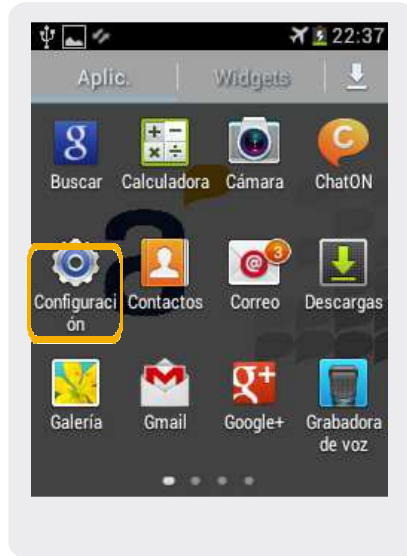 22:37
Aplic.
Widgets
Buscar
Calculadora
Cámara
ChatON
3
Configuraci
ón
Contactos
Correo
Descargas
Galería
Gmail
Google+
Grabadora
de voz